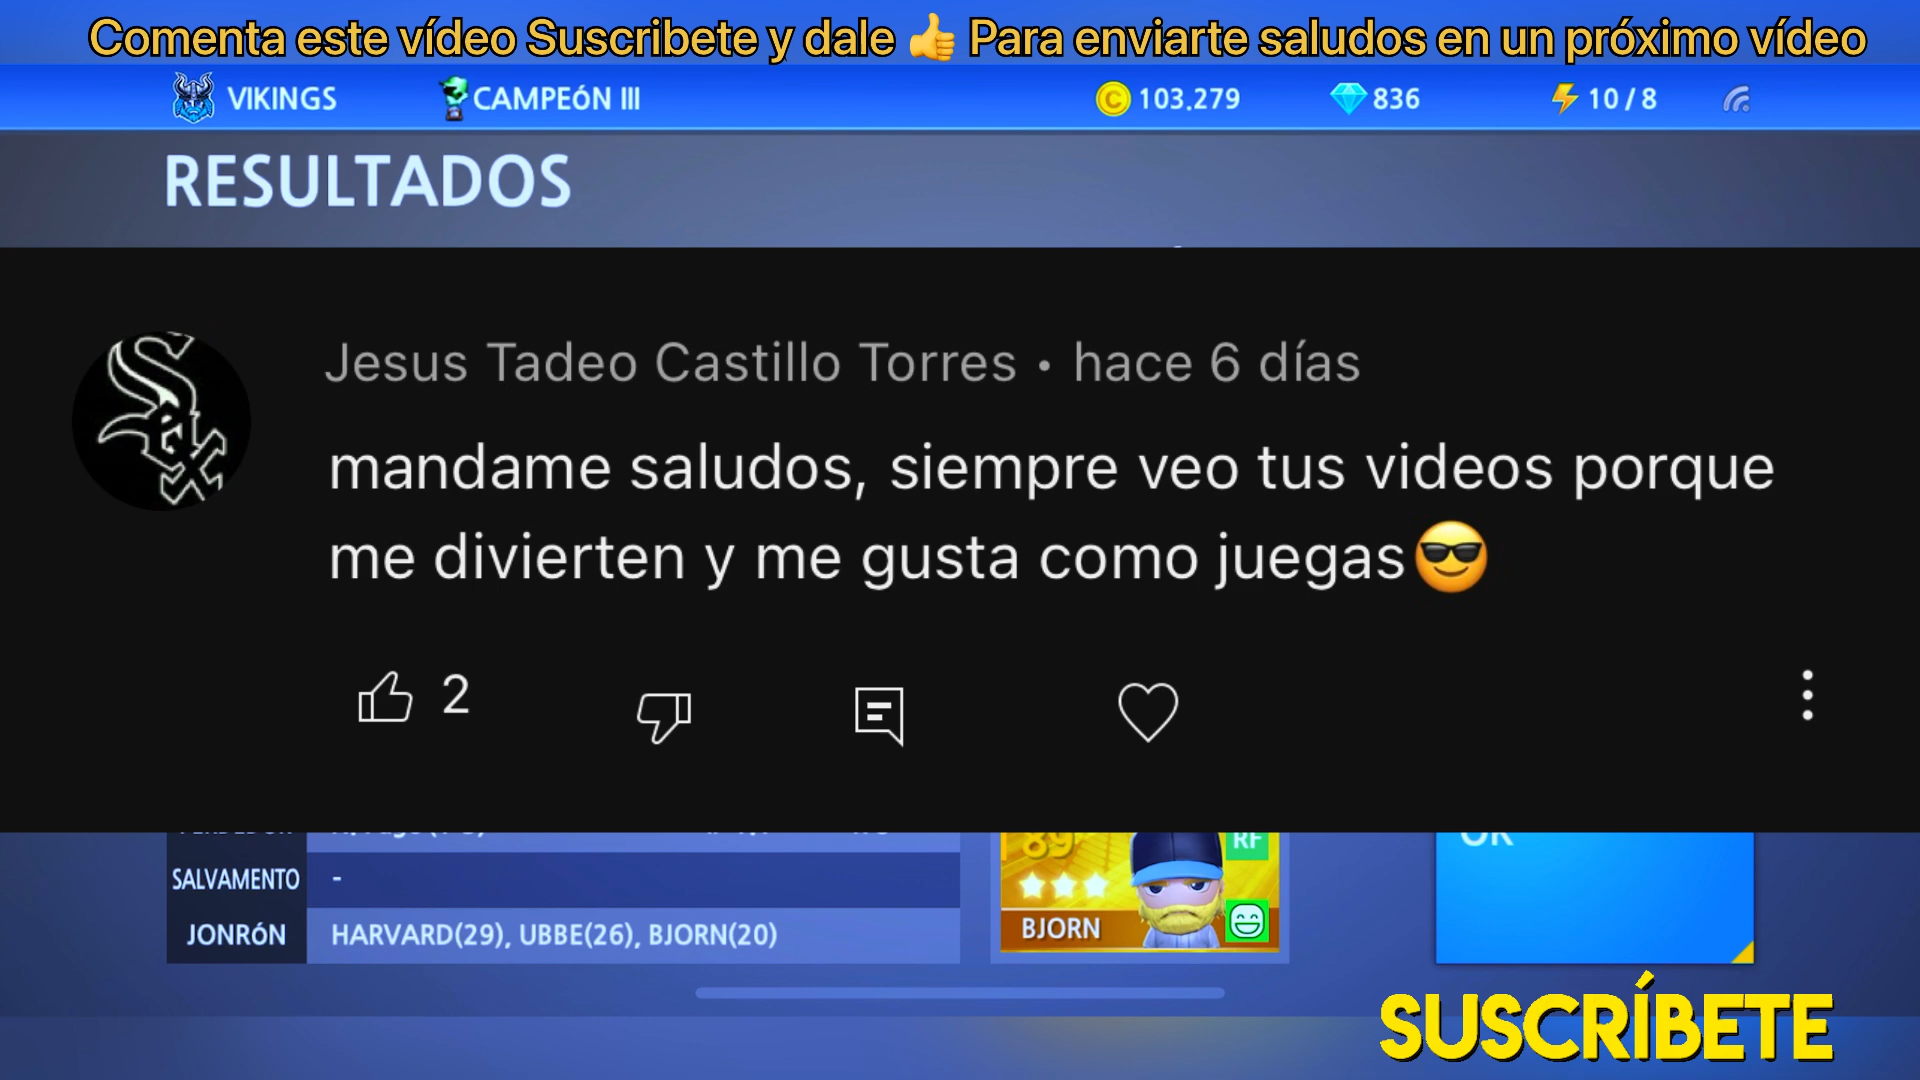 Comenta este vídeo Suscribete y dale 👍 Para enviarte saludos en un próximo vídeo
VIKINGS CAMPEóN III 103,279 836 10/8
RESULTADOS
Sox
Jesus Tadeo Castillo Torres • hace 6 días
mandame saludos, siempre veo tus videos porque
me divierten y me gusta como juegas😎
2
89 RF
OK
SALVAMENTO -
JONRóN HARVARD(29), UBBE(26), BJORN(20)
BJORN
SUSCRÍBETE